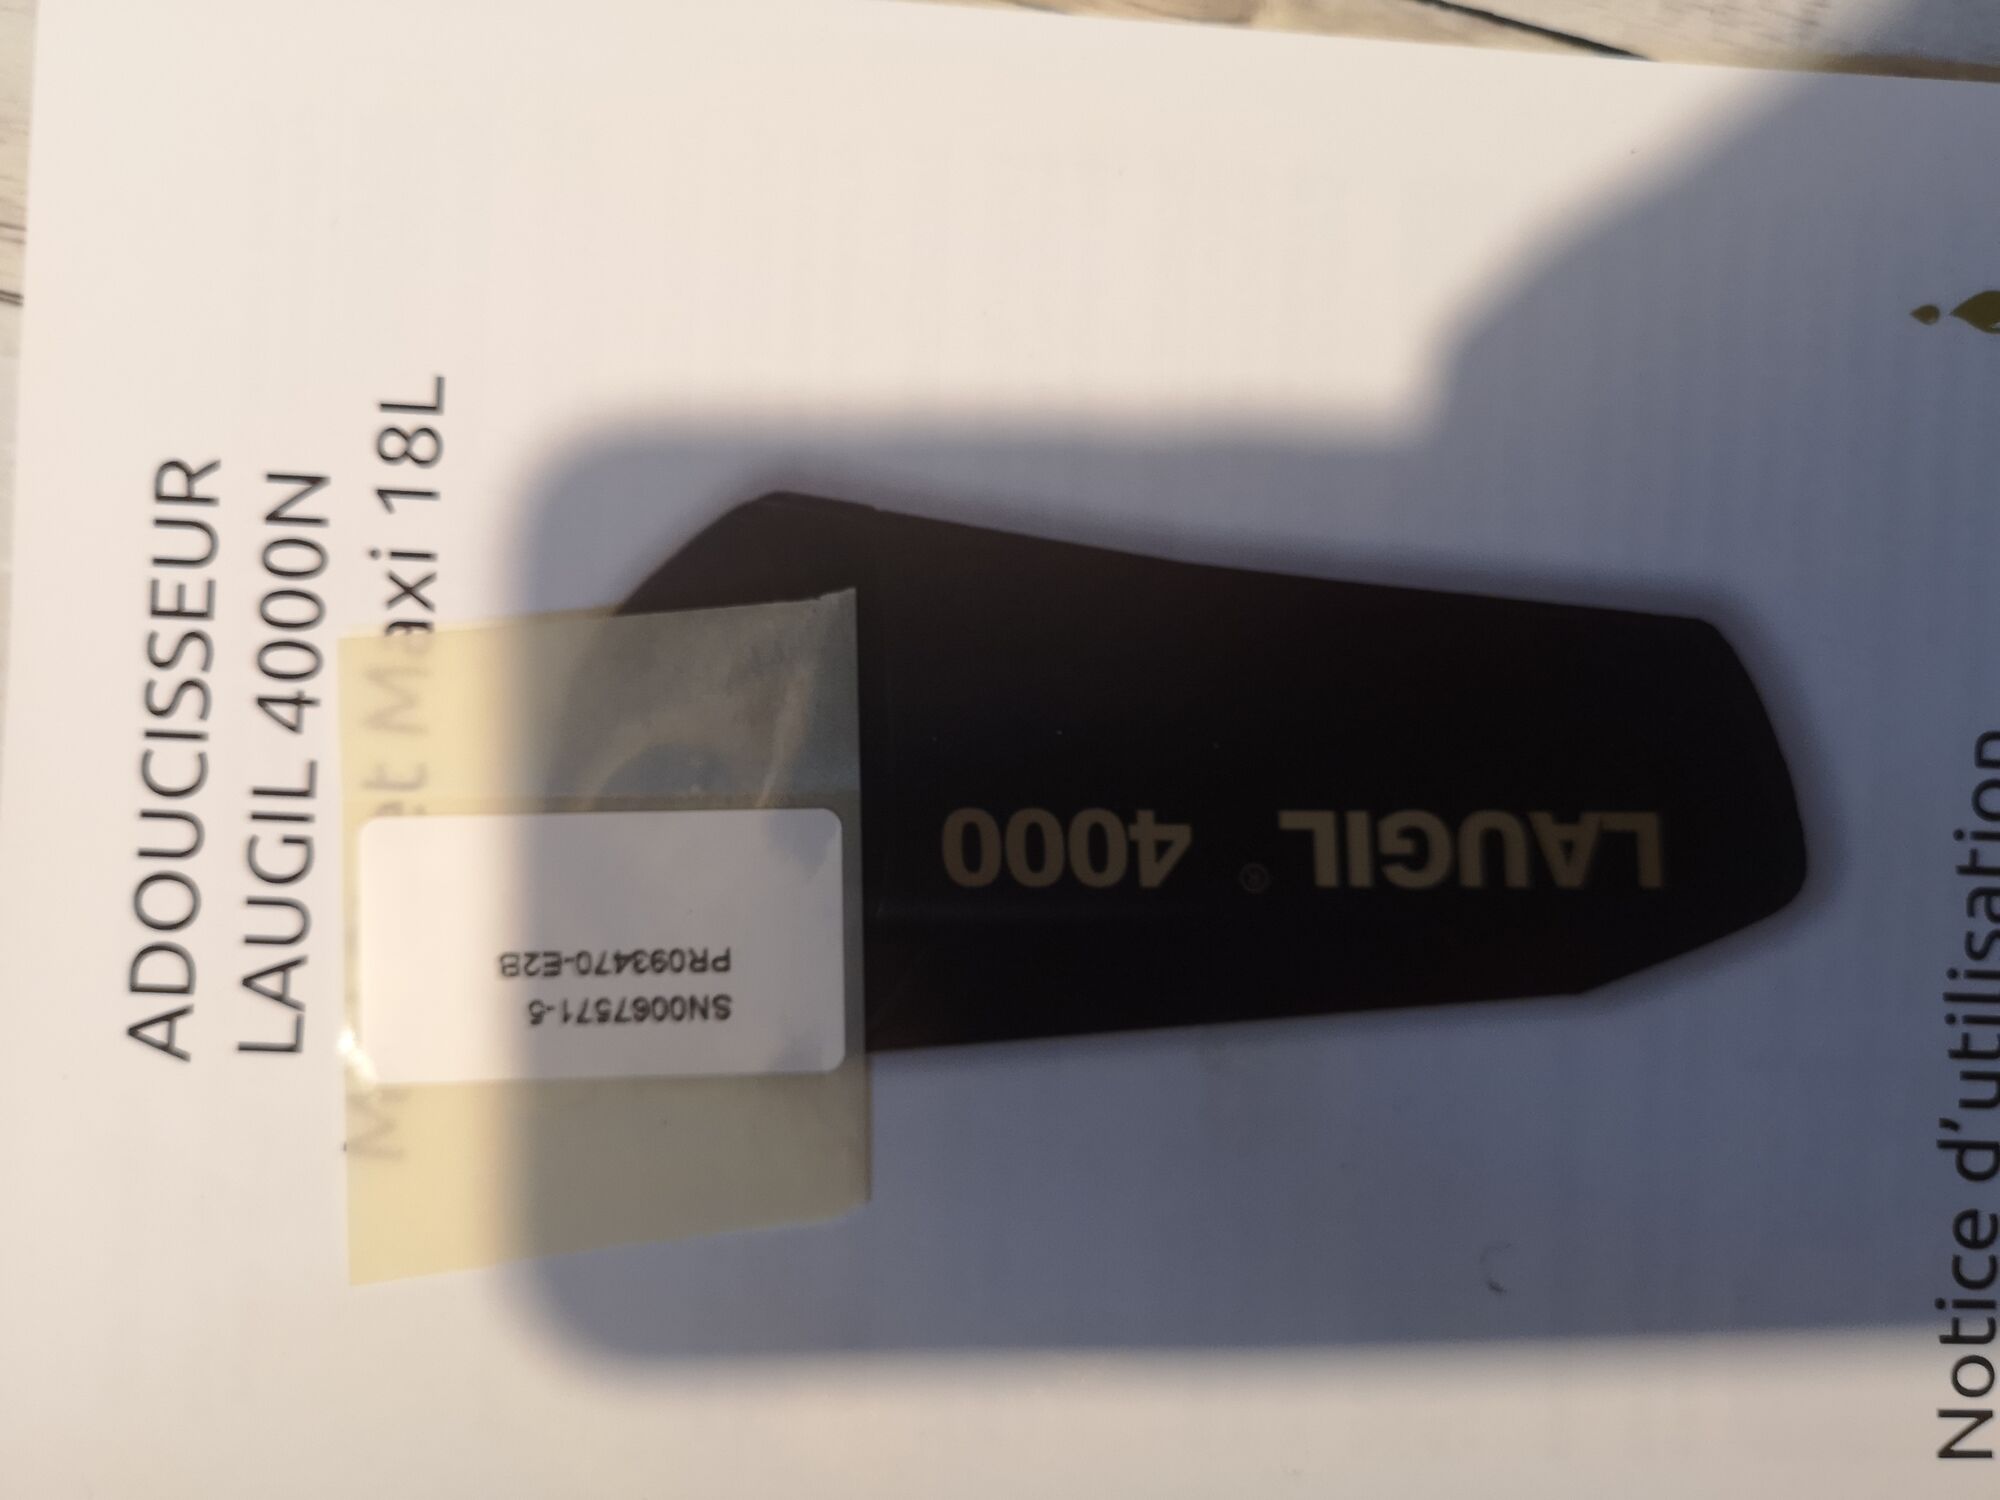 ADOUCISSEUR
LAUGIL 4000N
Maxi 18L
SN0067571-5
PR093470-E2B
LAUGIL® 4000
Notice d'utilisation